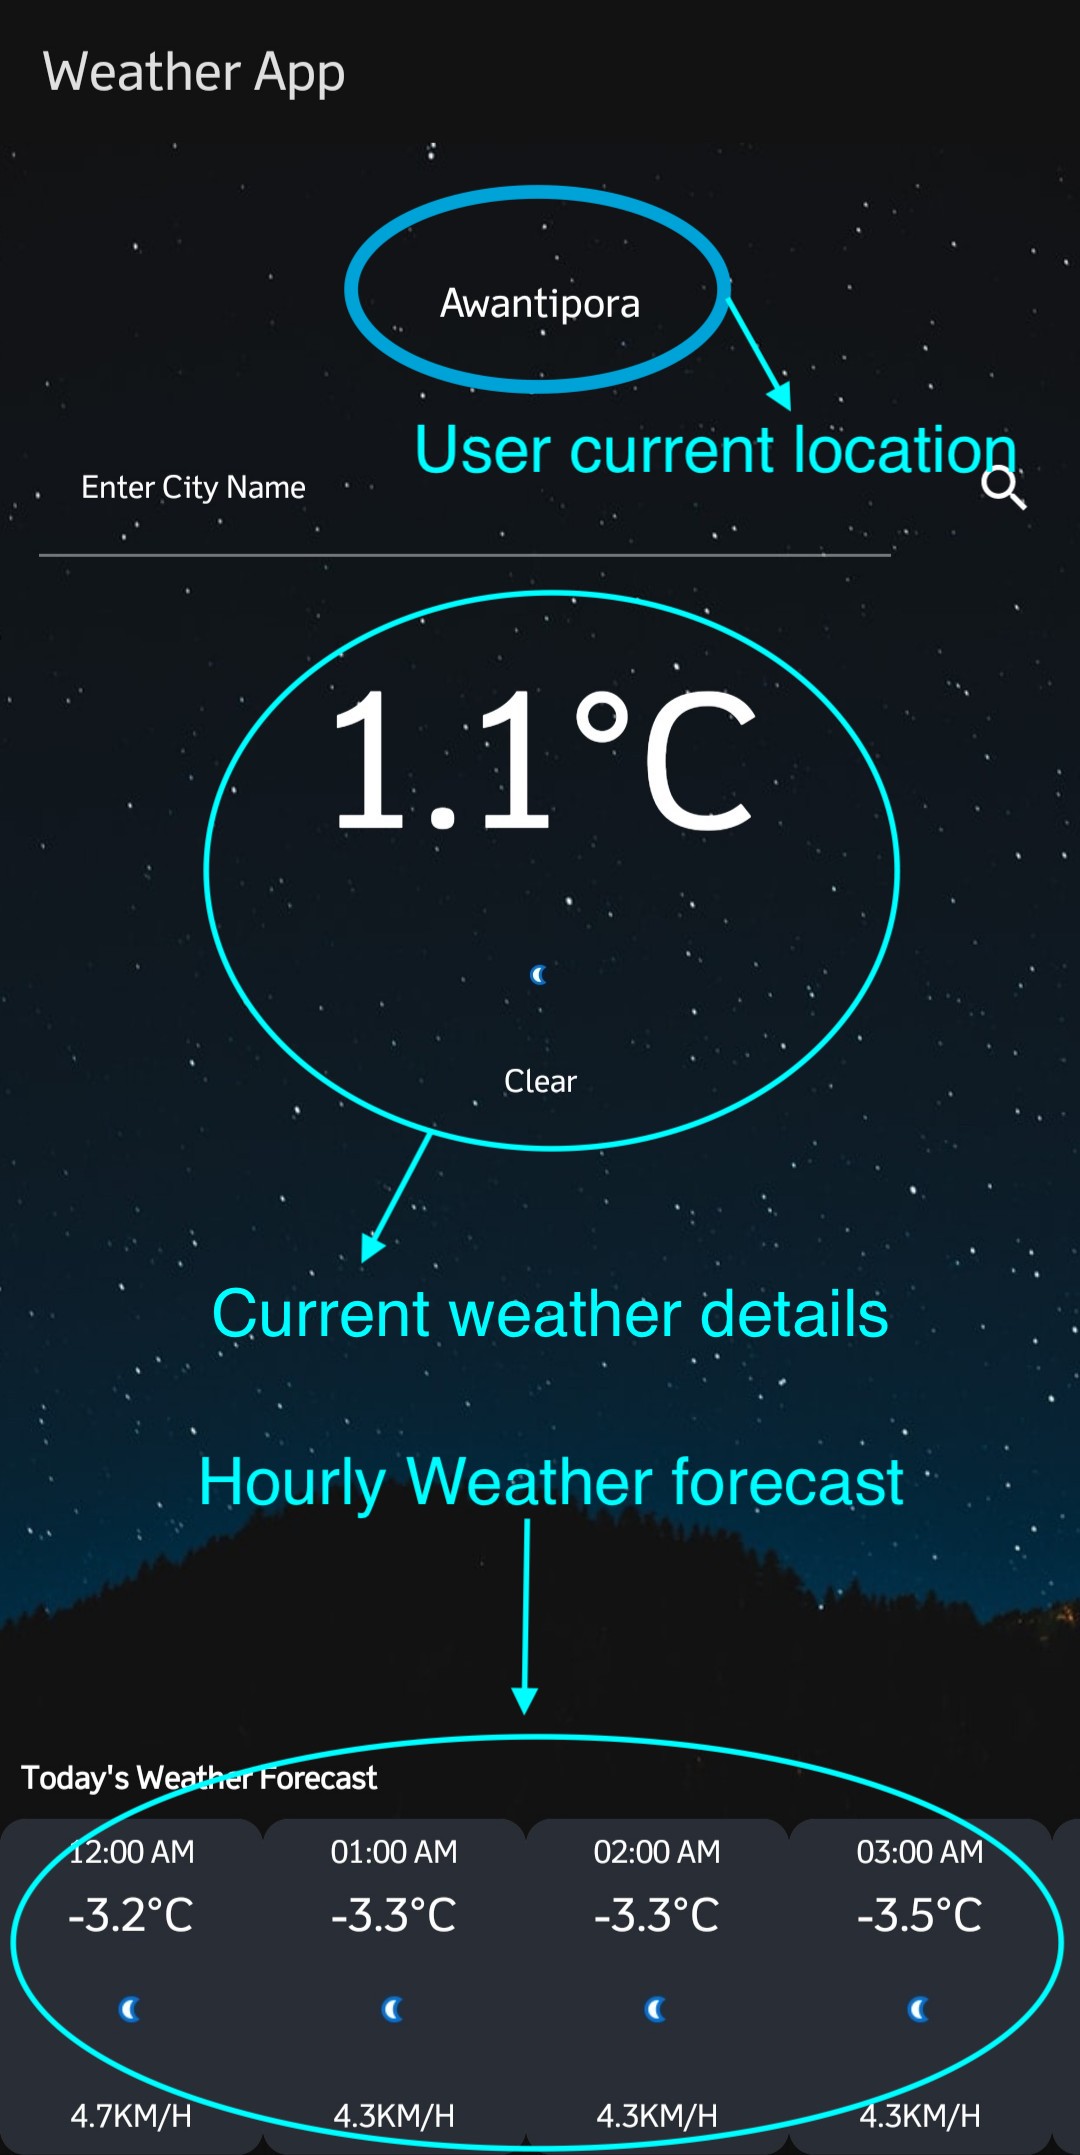 Weather App
Awantipora
User current location
Enter City Name
1.1°C
Clear
Current weather details
Hourly Weather forecast
Today's Weather Forecast
12:00 AM 01:00 AM 02:00 AM 03:00 AM
-3.2°C -3.3°C -3.3°C -3.5°C
4.7KM/H 4.3KM/H 4.3KM/H 4.3KM/H